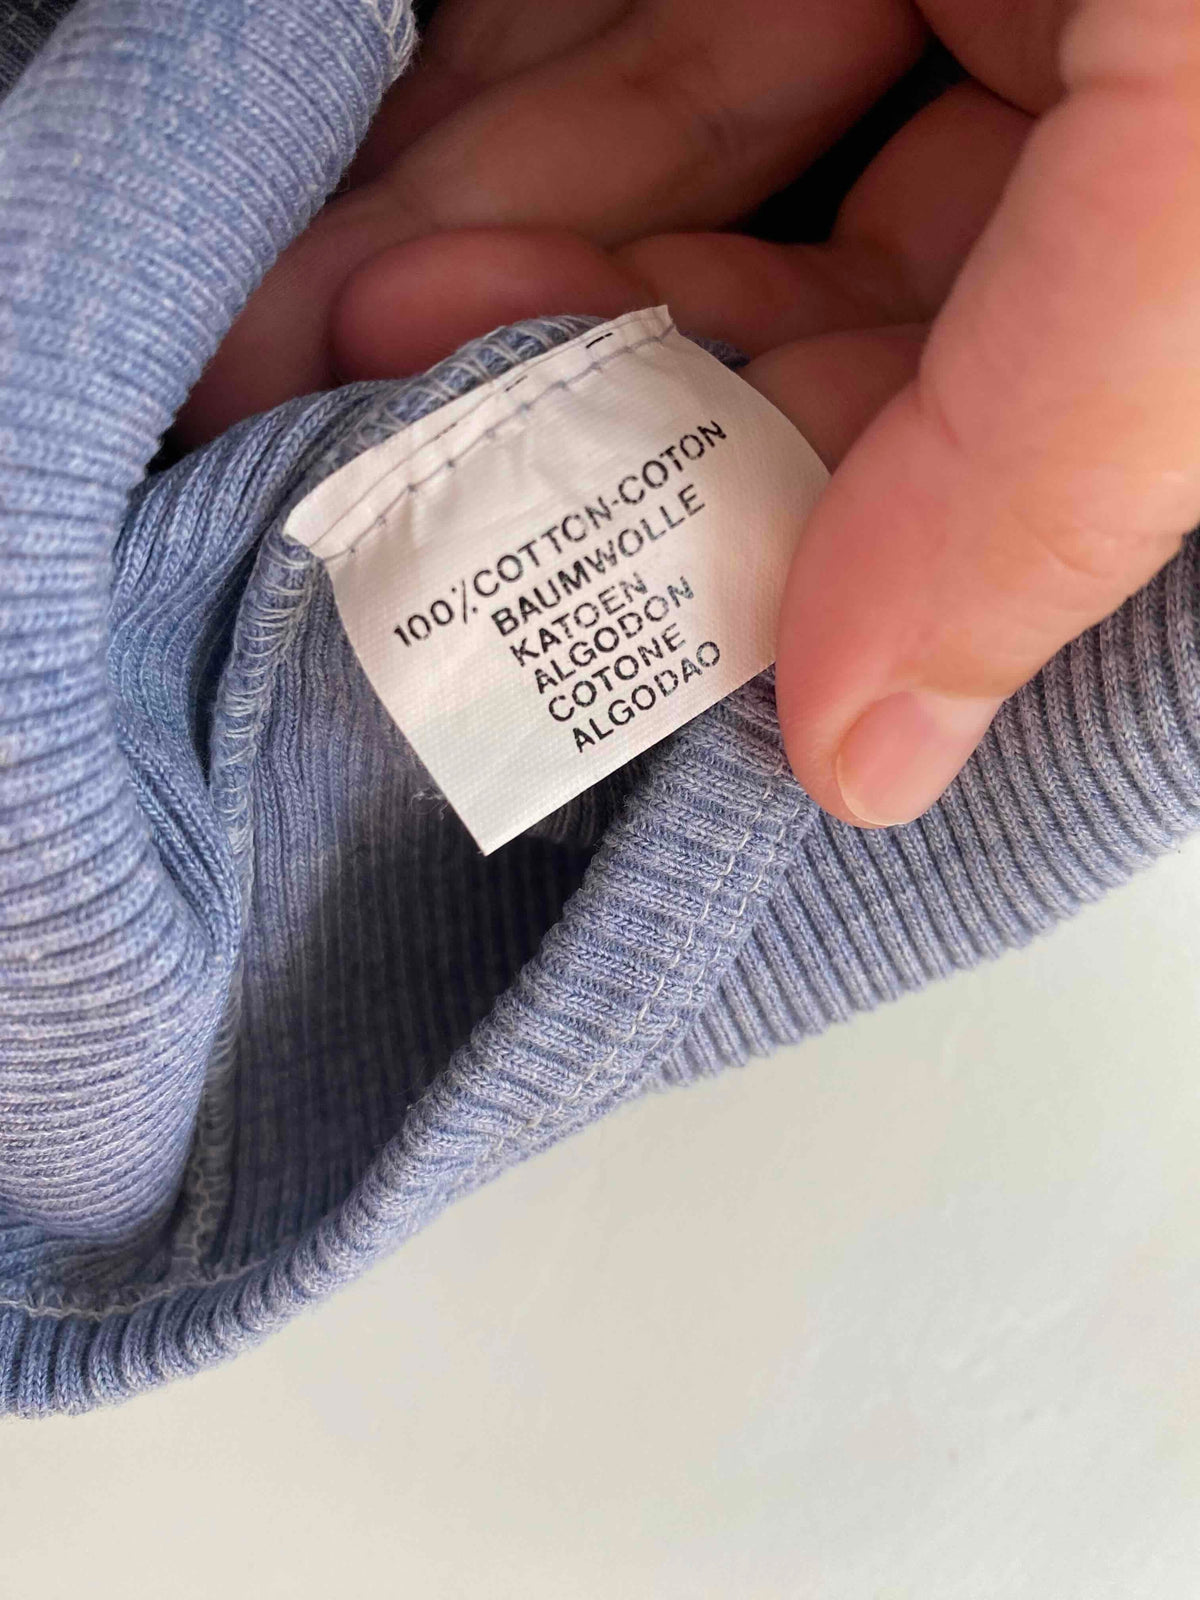 100%COTTON-COTON
BAUMWOLLE
KATOEN
ALGODON
COTONE
ALGODAO